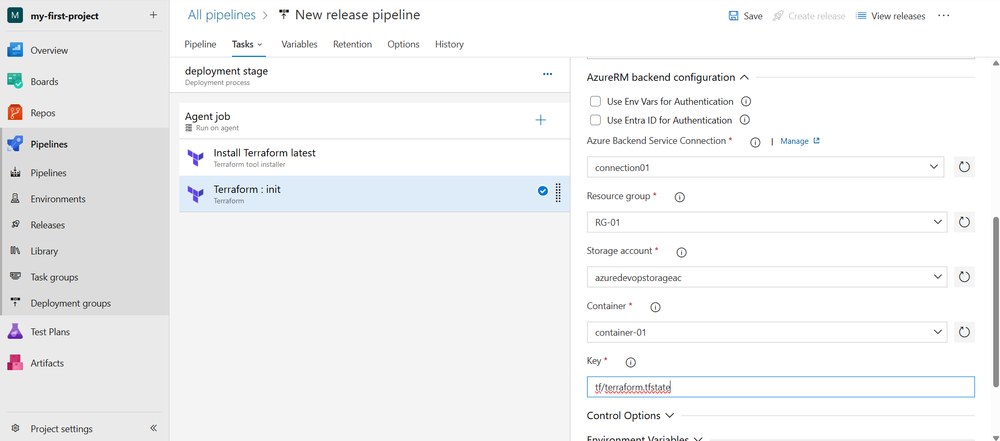 M my-first-project
Overview
Boards
Repos
Pipelines
Pipelines
Environments
Releases
Library
Task groups
Deployment groups
Test Plans
Artifacts
Project settings
All pipelines > New release pipeline
Save
Create release
View releases
Pipeline Tasks Variables Retention Options History
deployment stage
Deployment process
Agent job
Run on agent
Install Terraform latest
Terraform tool installer
Terraform : init
Terraform
AzureRM backend configuration
Use Env Vars for Authentication
Use Entra ID for Authentication
Azure Backend Service Connection * | Manage
connection01
Resource group *
RG-01
Storage account *
azuredevopstorageac
Container *
container-01
Key *
tf/terraform.tfstate
Control Options
Environment Variables